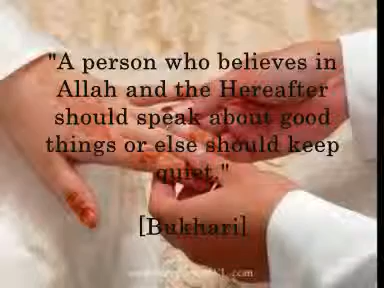 "A person who believes in
Allah and the Hereafter
should speak about good
things or else should keep
quiet."
[Bukhari]